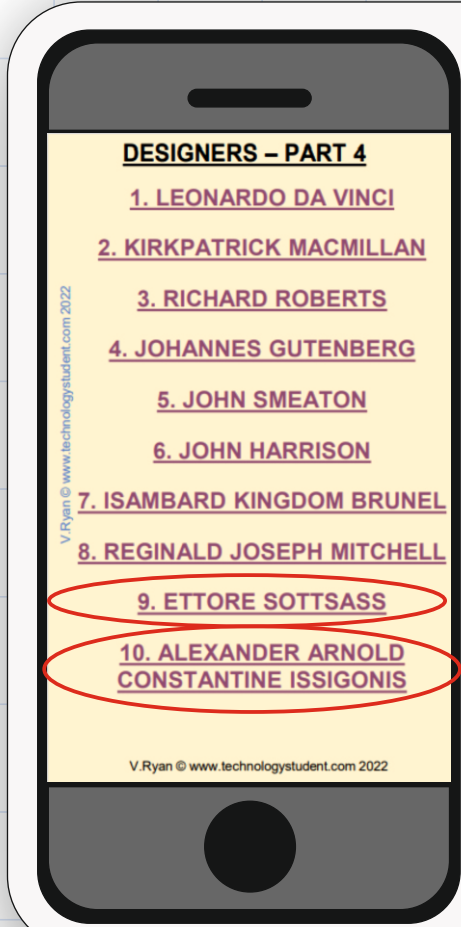 DESIGNERS – PART 4
1. LEONARDO DA VINCI
2. KIRKPATRICK MACMILLAN
3. RICHARD ROBERTS
4. JOHANNES GUTENBERG
5. JOHN SMEATON
6. JOHN HARRISON
7. ISAMBARD KINGDOM BRUNEL
8. REGINALD JOSEPH MITCHELL
9. ETTORE SOTTSASS
10. ALEXANDER ARNOLD
CONSTANTINE ISSIGONIS
V.Ryan © www.technologystudent.com 2022
V.Ryan © www.technologystudent.com 2022